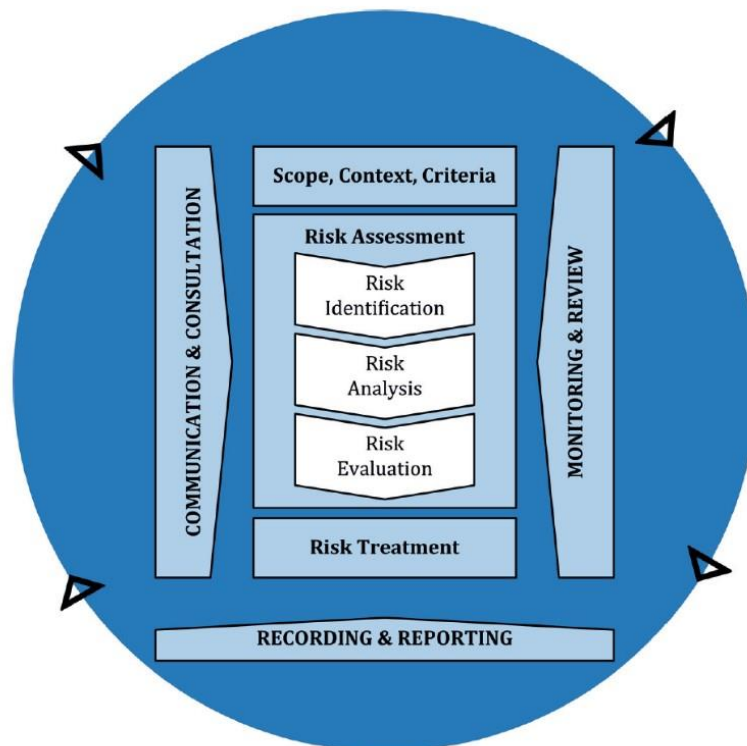 Scope, Context, Criteria
Risk Assessment
Risk
Identification
Risk
Analysis
Risk
Evaluation
Risk Treatment
COMMUNICATION & CONSULTATION
MONITORING & REVIEW
RECORDING & REPORTING